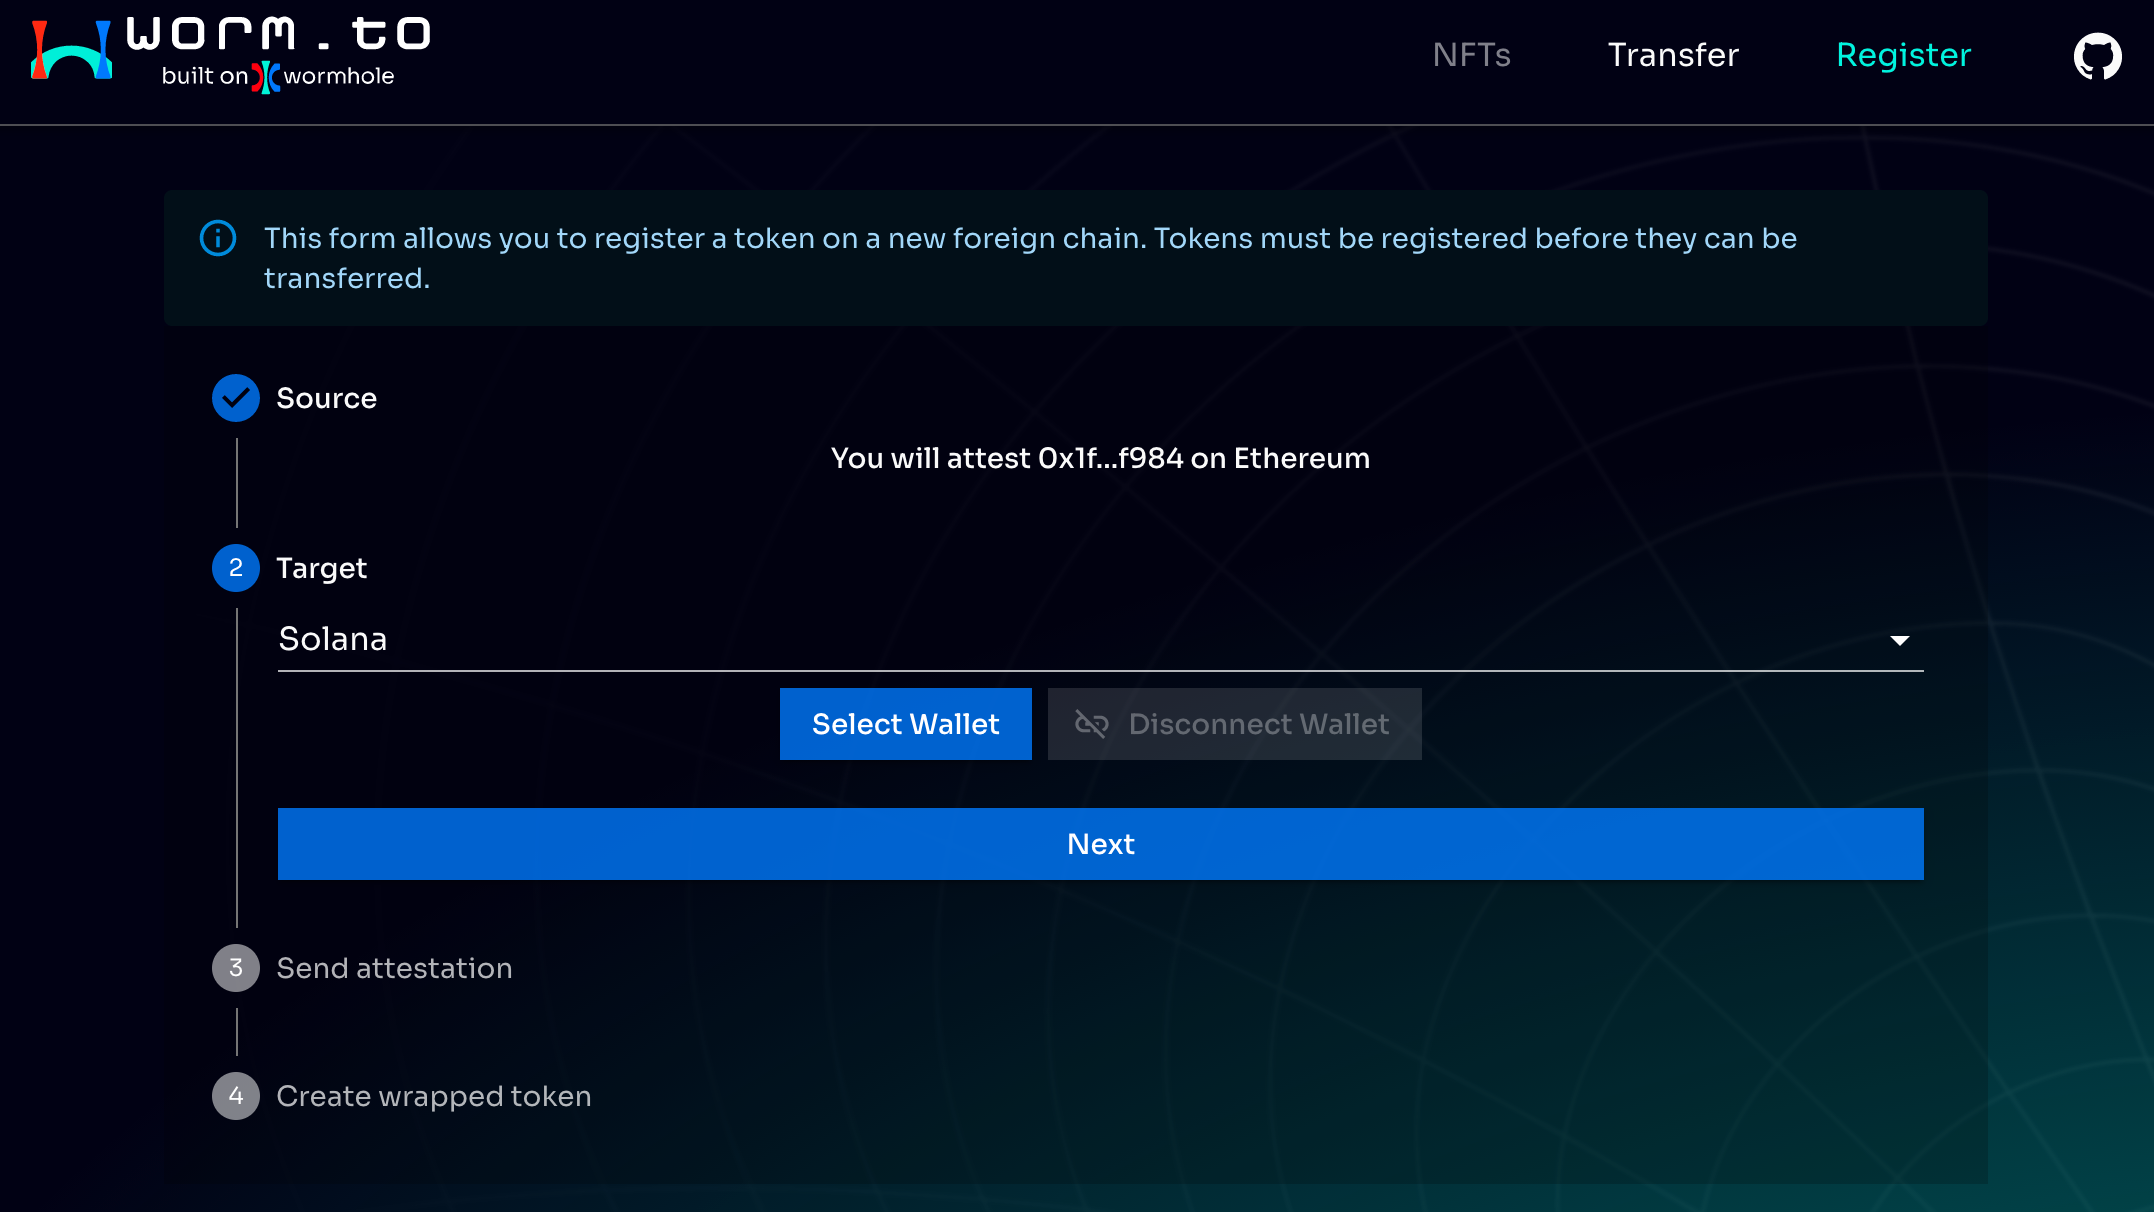 worm.to
built on wormhole
NFTs
Transfer
Register
This form allows you to register a token on a new foreign chain. Tokens must be registered before they can be
transferred.
Source
You will attest 0x1f...f984 on Ethereum
2 Target
Solana
Select Wallet
Disconnect Wallet
Next
3 Send attestation
4 Create wrapped token